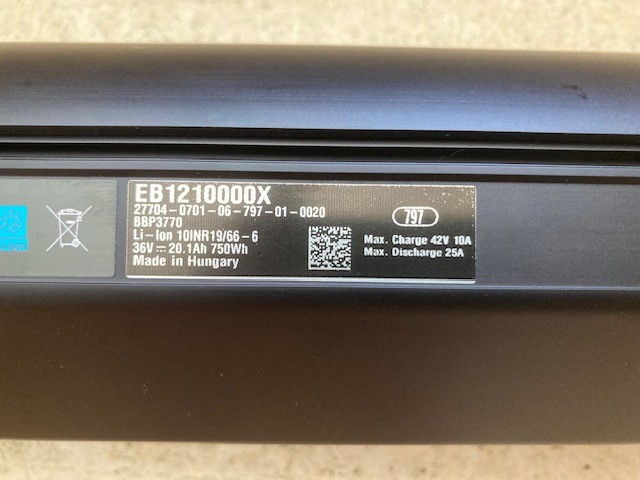 EB1210000X
27704-0701-06-797-01-0020
BBP3770
Li-Ion 10INR19/66-6
36V⎓20.1Ah 750Wh
Made in Hungary
797
Max. Charge 42V 10A
Max. Discharge 25A